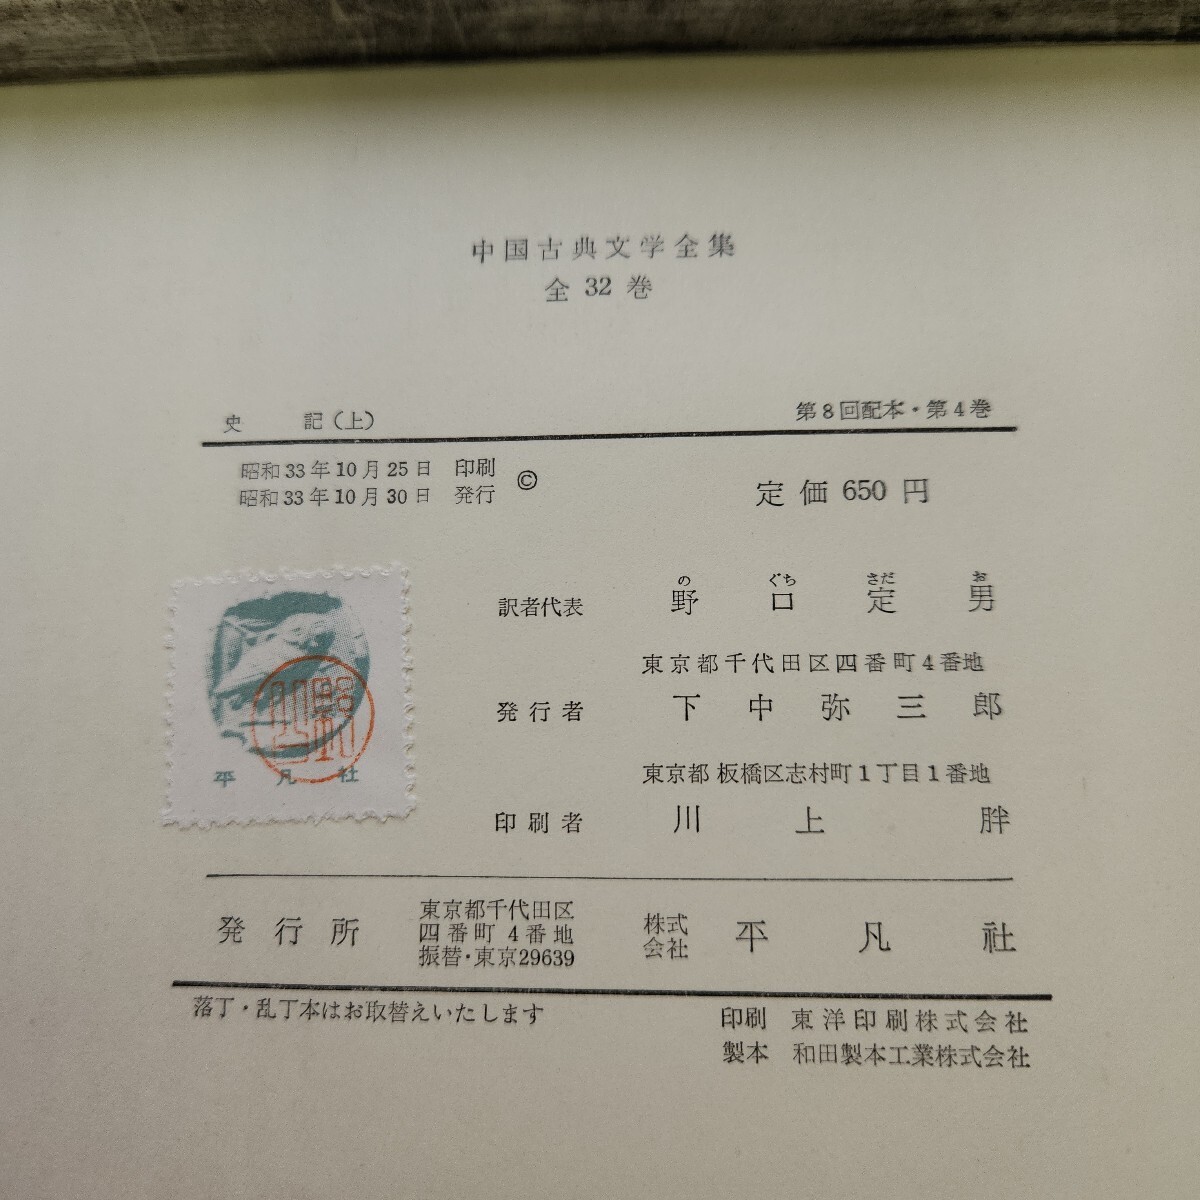 中国古典文学全集
全 32 巻
史 記(上) 第8回配本・第4巻
昭和33年10月25日 印刷
昭和33年10月30日 発行
©
定価 650 円
の ぐち さだ お
訳者代表 野口定男
東京都千代田区四番町4番地
発行者 下中弥三郎
東京都板橋区志村町1丁目1番地
印刷者 川上胖
平凡社
発行所
東京都千代田区
四番町4番地
振替・東京29639
株式
会社
平凡社
落丁・乱丁本はお取替えいたします
印刷 東洋印刷株式会社
製本 和田製本工業株式会社